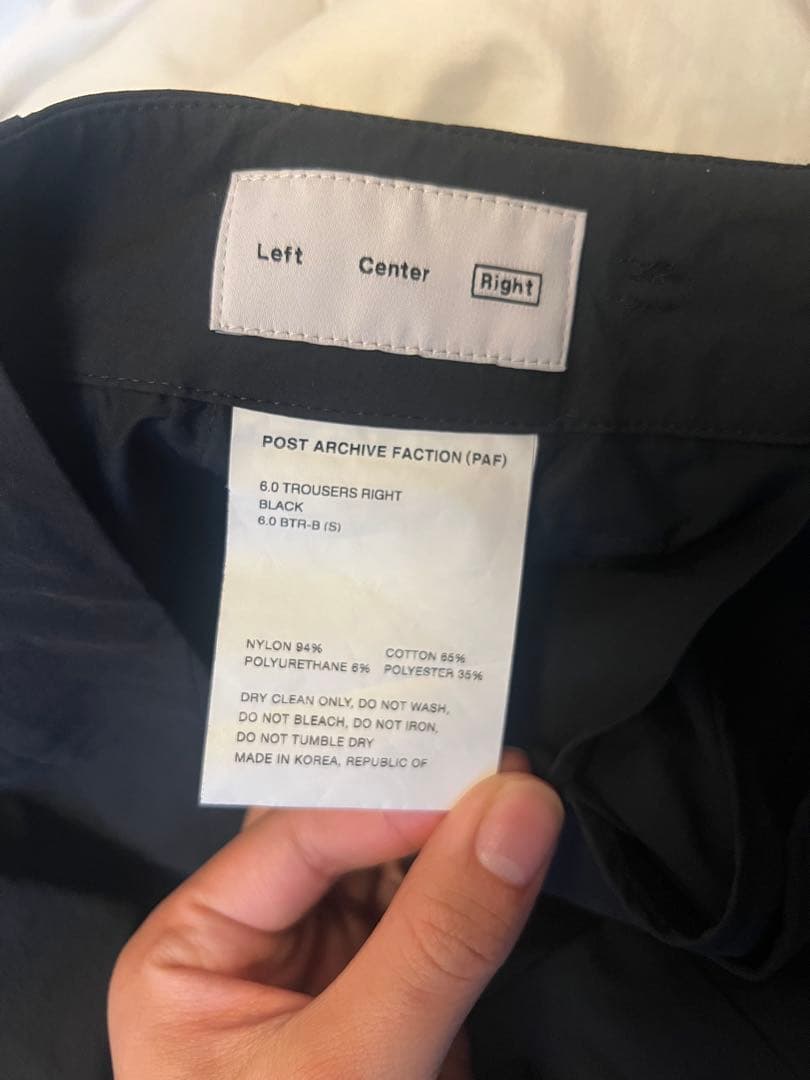 Left Center Right
POST ARCHIVE FACTION (PAF)
6.0 TROUSERS RIGHT
BLACK
6.0 BTR-B (S)
NYLON 94% COTTON 65%
POLYURETHANE 6% POLYESTER 35%
DRY CLEAN ONLY, DO NOT WASH,
DO NOT BLEACH, DO NOT IRON,
DO NOT TUMBLE DRY
MADE IN KOREA, REPUBLIC OF